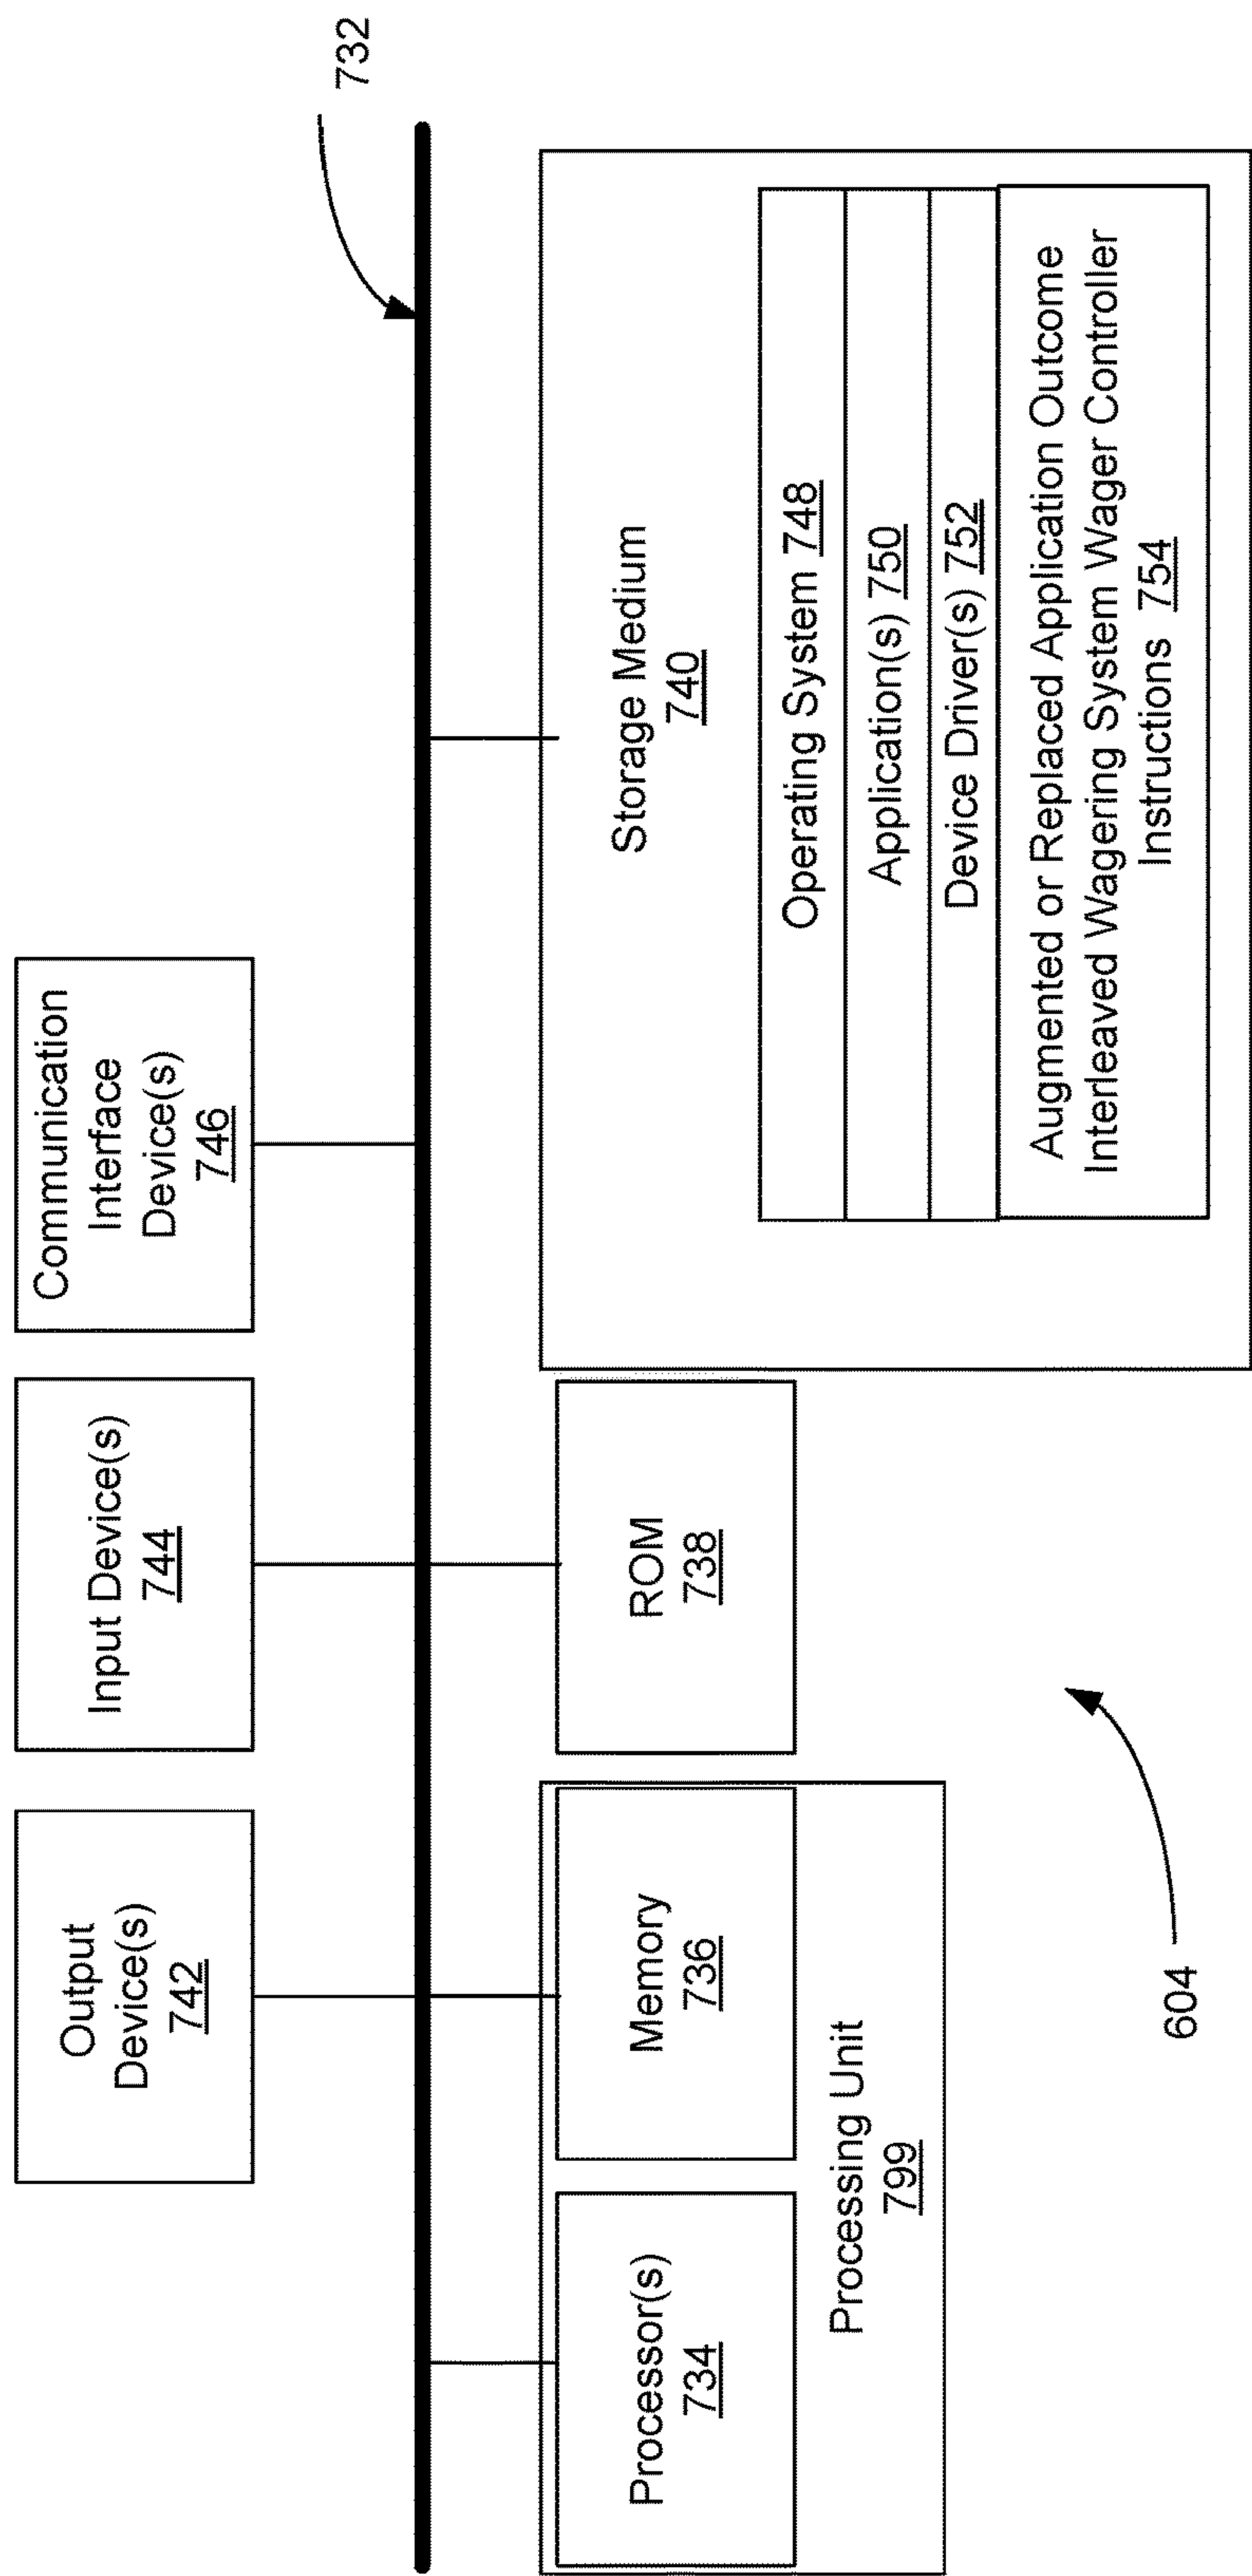 732
Output
Device(s)
742
Input Device(s)
744
Communication
Interface
Device(s)
746
Processor(s)
734
Memory
736
Processing Unit
799
ROM
738
Storage Medium
740
Operating System 748
Application(s) 750
Device Driver(s) 752
Augmented or Replaced Application Outcome
Interleaved Wagering System Wager Controller
Instructions 754
604